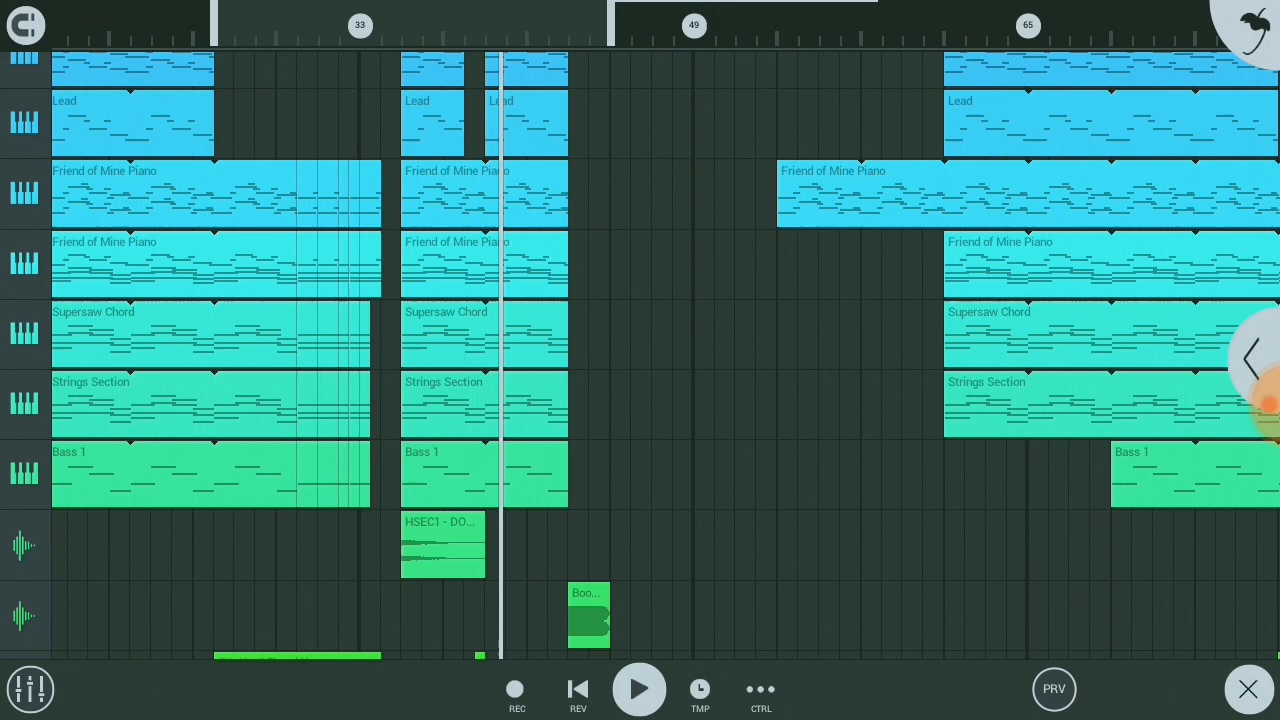 33
49
65
Lead
Lead
Lead
Lead
Friend of Mine Piano
Friend of Mine Piano
Friend of Mine Piano
Friend of Mine Piano
Friend of Mine Piano
Friend of Mine Piano
Supersaw Chord
Supersaw Chord
Supersaw Chord
Strings Section
Strings Section
Strings Section
Bass 1
Bass 1
Bass 1
HSEC1 - DO...
Boo...
REC
REV
TMP
CTRL
PRV